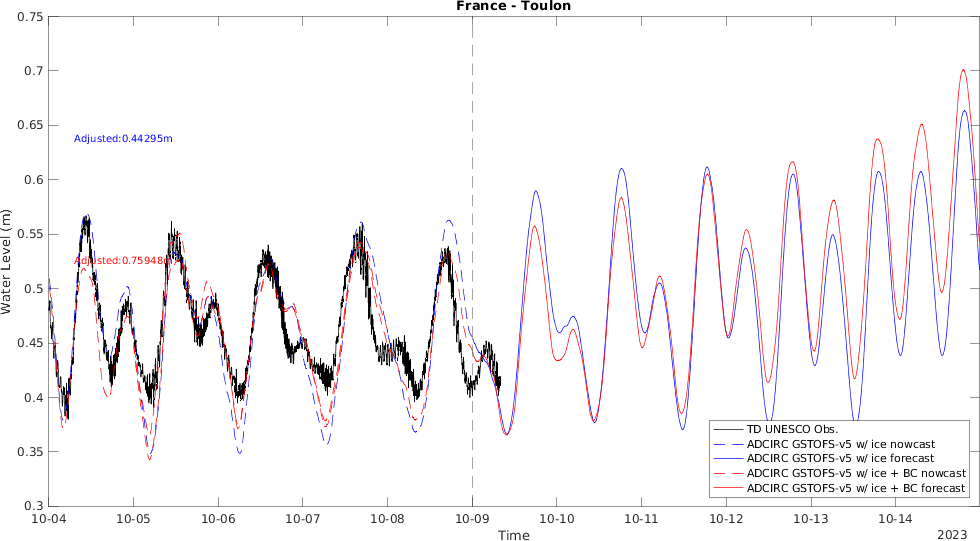 France - Toulon
0.75
0.7
0.65
0.6
0.55
0.5
0.45
0.4
0.35
0.3
Water Level (m)
Adjusted:0.44295m
Adjusted:0.75948m
TD UNESCO Obs.
ADCIRC GSTOFS-v5 w/ ice nowcast
ADCIRC GSTOFS-v5 w/ ice forecast
ADCIRC GSTOFS-v5 w/ ice + BC nowcast
ADCIRC GSTOFS-v5 w/ ice + BC forecast
10-04 10-05 10-06 10-07 10-08 10-09 10-10 10-11 10-12 10-13 10-14
Time
2023